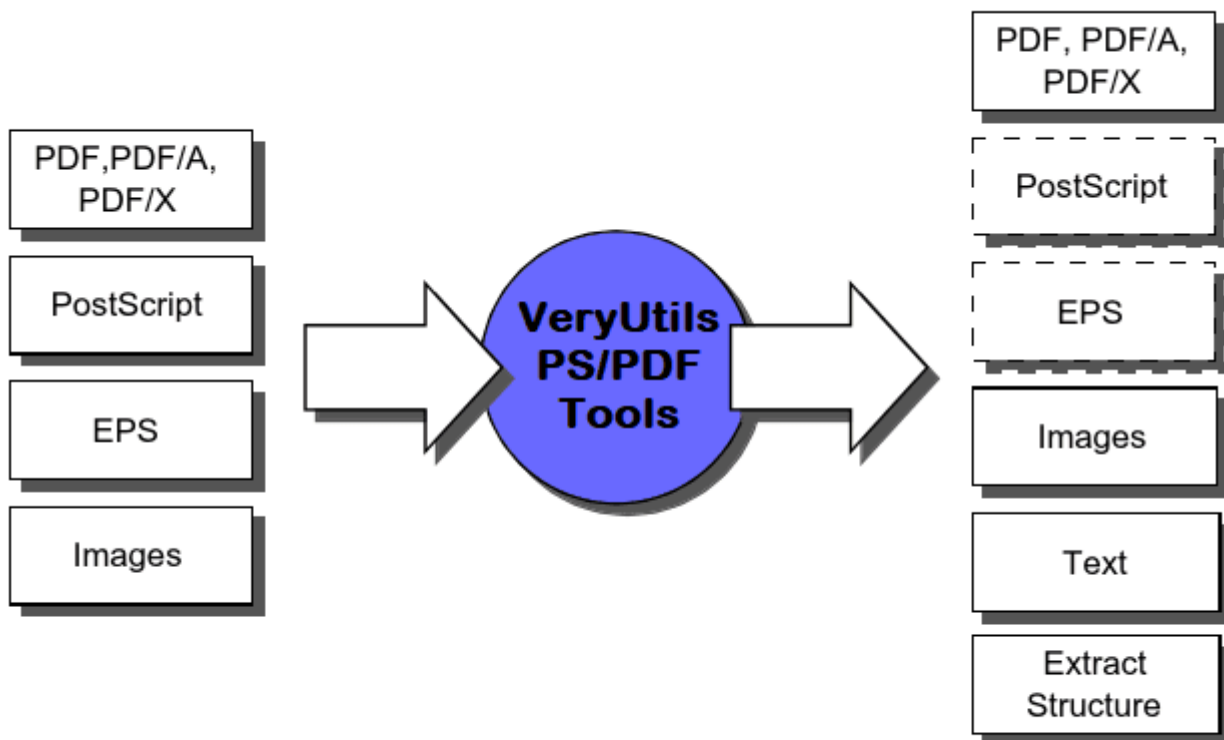 PDF,PDF/A,
PDF/X
PostScript
EPS
Images
VeryUtils
PS/PDF
Tools
PDF, PDF/A,
PDF/X
PostScript
EPS
Images
Text
Extract
Structure